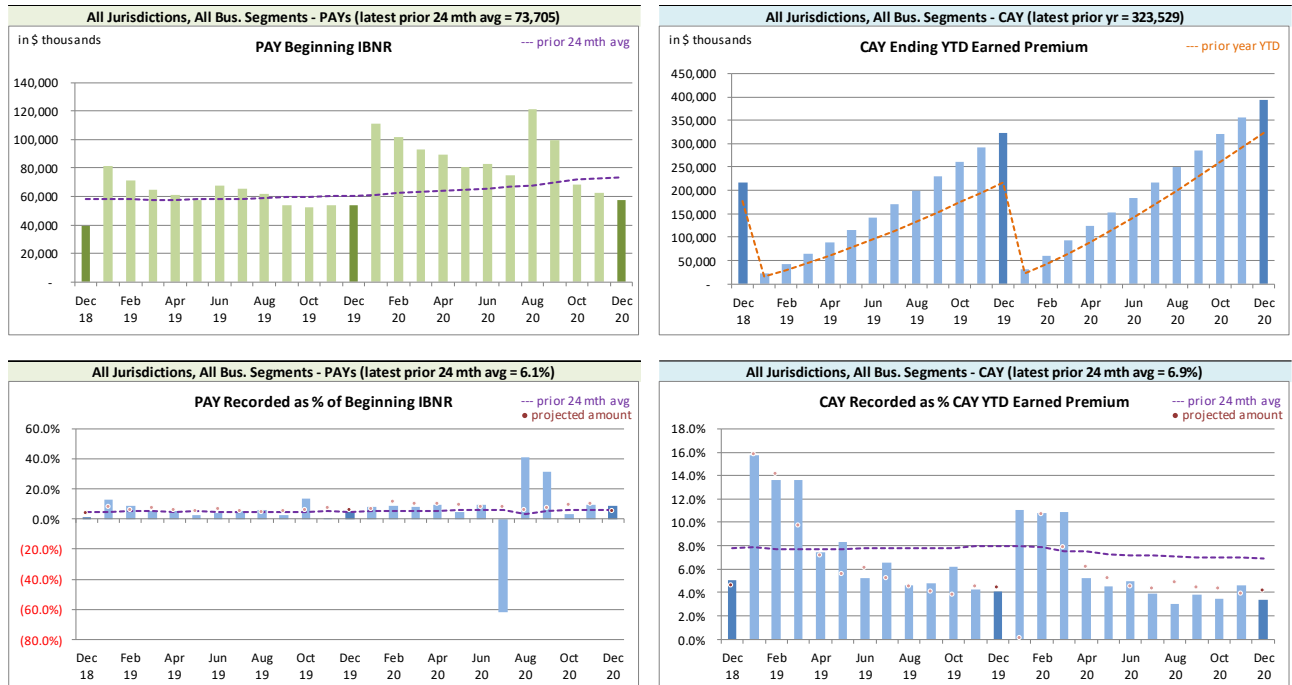 All Jurisdictions, All Bus. Segments - PAYs (latest prior 24 mth avg = 73,705)
in $ thousands
PAY Beginning IBNR
--- prior 24 mth avg
140,000
120,000
100,000
80,000
60,000
40,000
20,000
-
Dec Feb Apr Jun Aug Oct Dec Feb Apr Jun Aug Oct Dec
18 19 19 19 19 19 19 20 20 20 20 20 20
All Jurisdictions, All Bus. Segments - CAY (latest prior yr = 323,529)
in $ thousands
CAY Ending YTD Earned Premium
--- prior year YTD
450,000
400,000
350,000
300,000
250,000
200,000
150,000
100,000
50,000
-
Dec Feb Apr Jun Aug Oct Dec Feb Apr Jun Aug Oct Dec
18 19 19 19 19 19 19 20 20 20 20 20 20
All Jurisdictions, All Bus. Segments - PAYs (latest prior 24 mth avg = 6.1%)
PAY Recorded as % of Beginning IBNR
--- prior 24 mth avg
• projected amount
60.0%
40.0%
20.0%
0.0%
(20.0%)
(40.0%)
(60.0%)
(80.0%)
Dec Feb Apr Jun Aug Oct Dec Feb Apr Jun Aug Oct Dec
18 19 19 19 19 19 19 20 20 20 20 20 20
All Jurisdictions, All Bus. Segments - CAY (latest prior 24 mth avg = 6.9%)
CAY Recorded as % CAY YTD Earned Premium
--- prior 24 mth avg
• projected amount
18.0%
16.0%
14.0%
12.0%
10.0%
8.0%
6.0%
4.0%
2.0%
0.0%
Dec Feb Apr Jun Aug Oct Dec Feb Apr Jun Aug Oct Dec
18 19 19 19 19 19 19 20 20 20 20 20 20